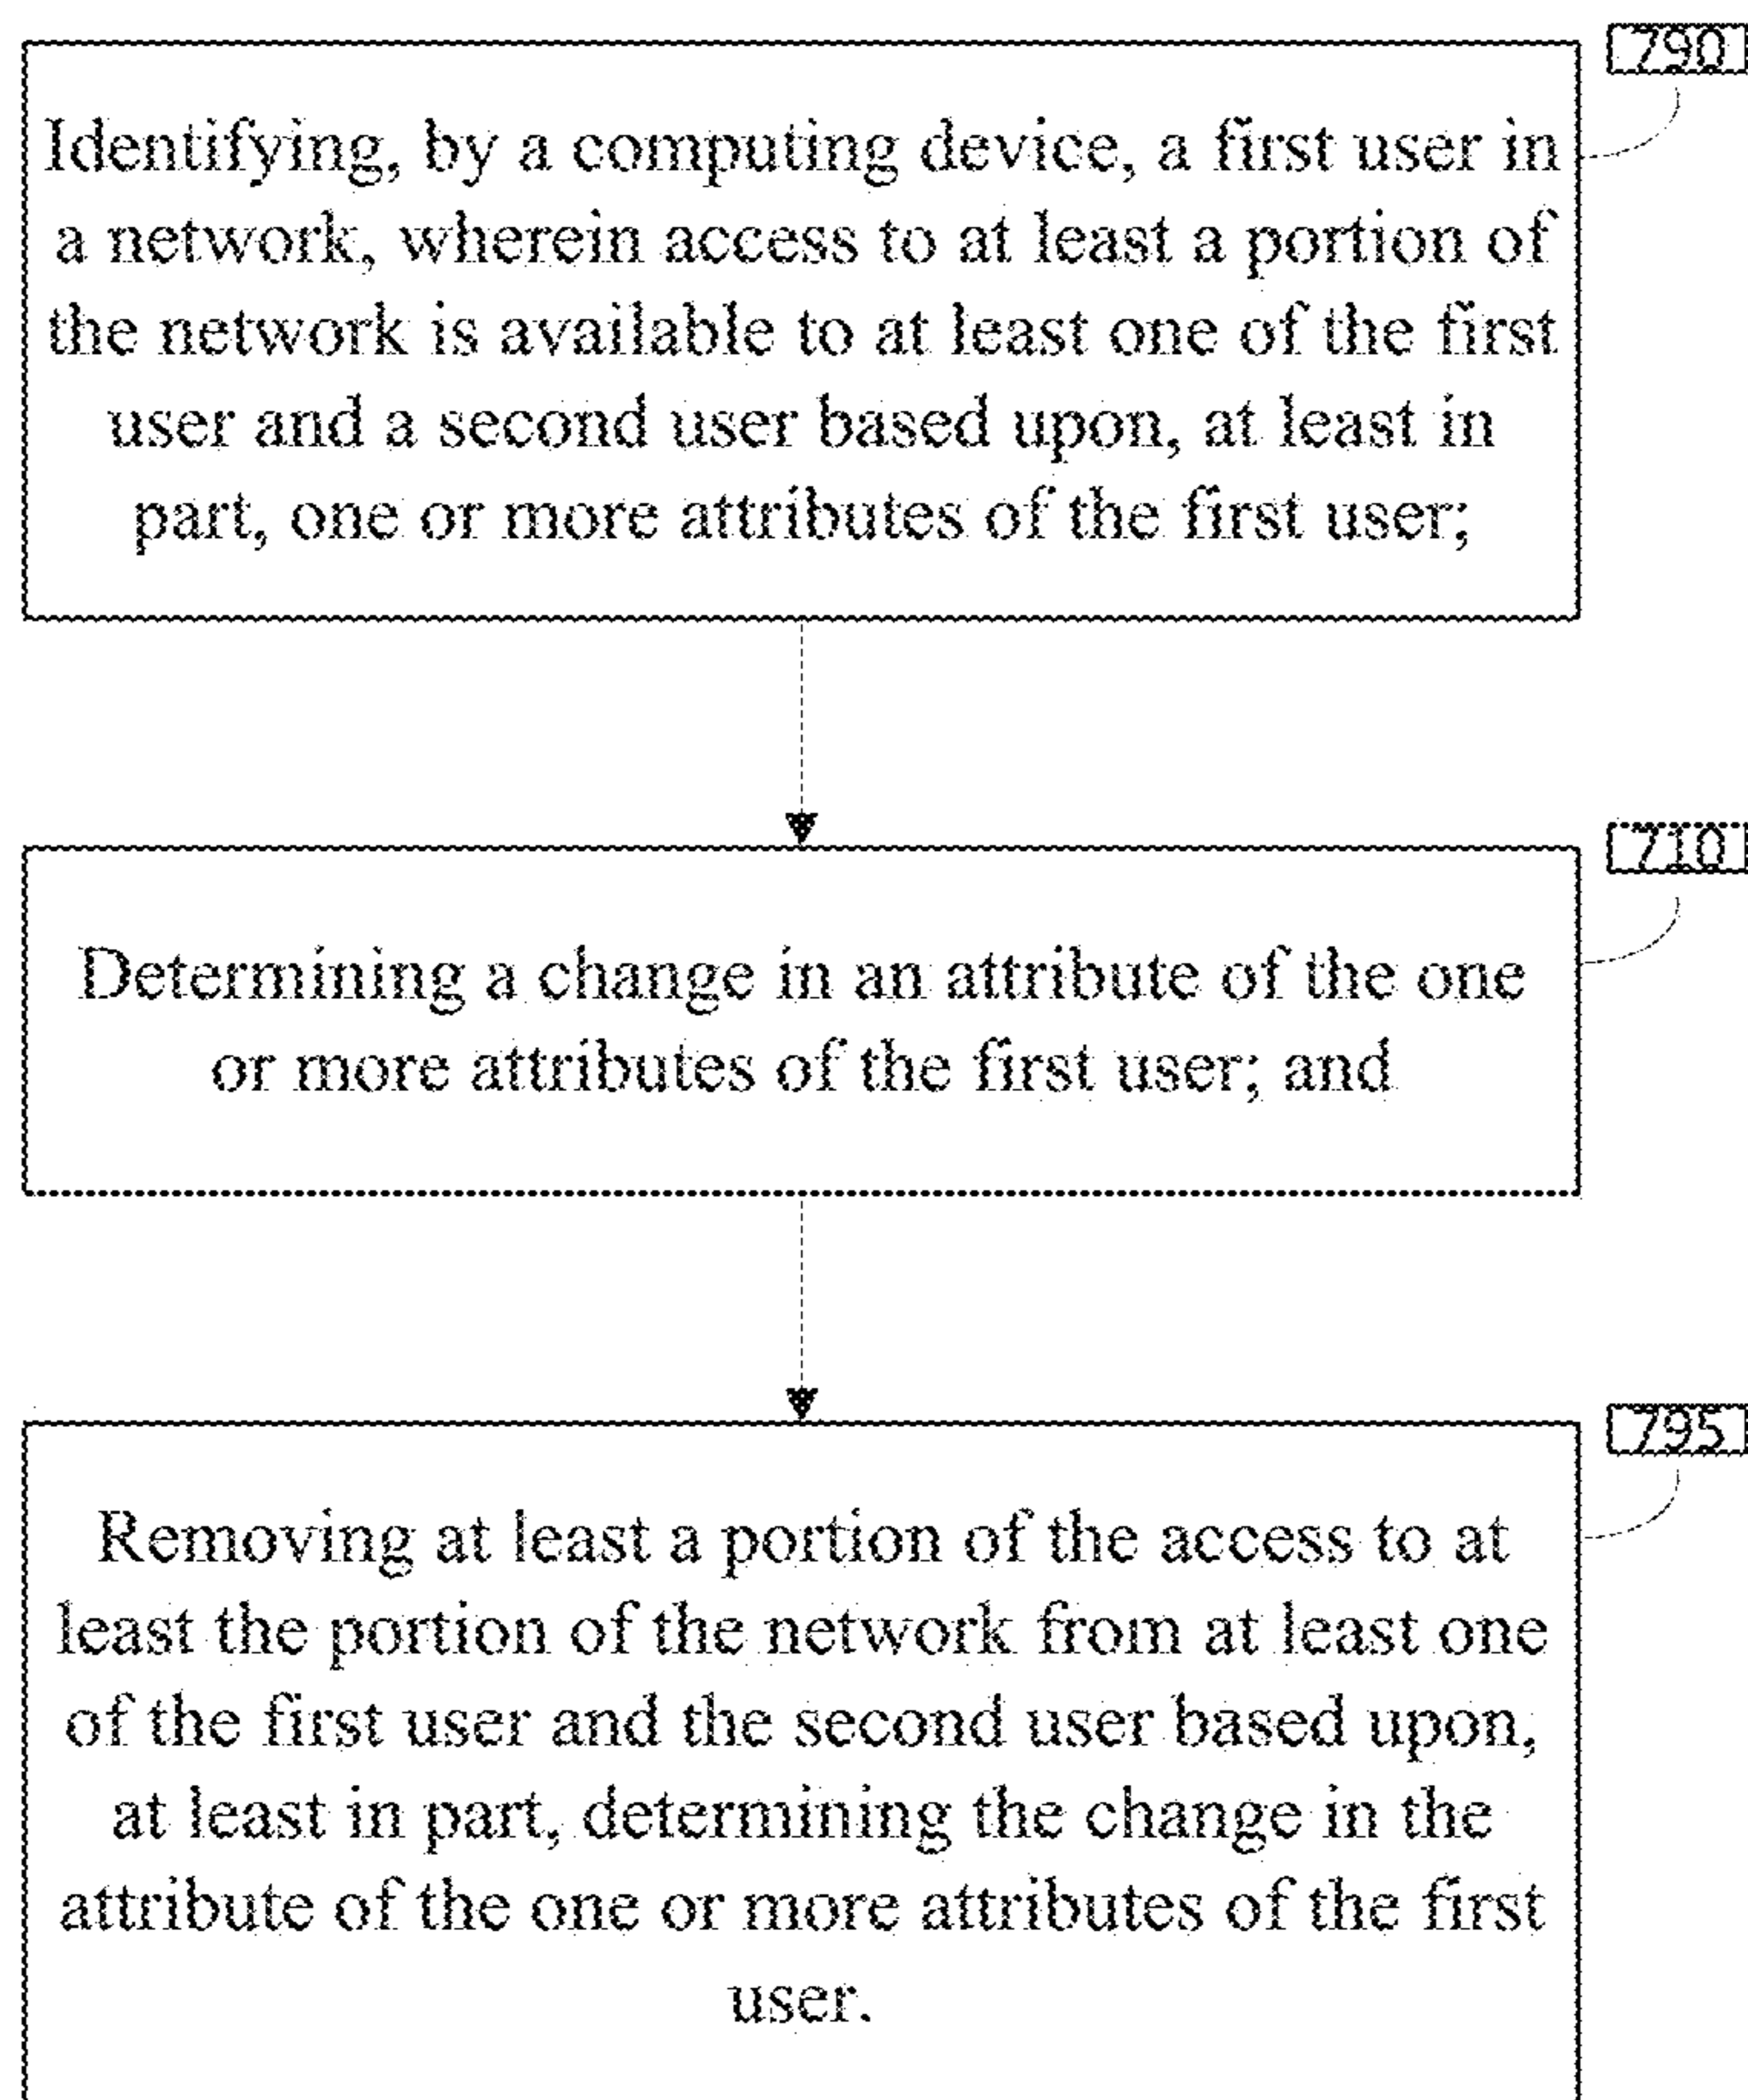 790
Identifying, by a computing device, a first user in
a network, wherein access to at least a portion of
the network is available to at least one of the first
user and a second user based upon, at least in
part, one or more attributes of the first user;
710
Determining a change in an attribute of the one
or more attributes of the first user; and
795
Removing at least a portion of the access to at
least the portion of the network from at least one
of the first user and the second user based upon,
at least in part, determining the change in the
attribute of the one or more attributes of the first
user.